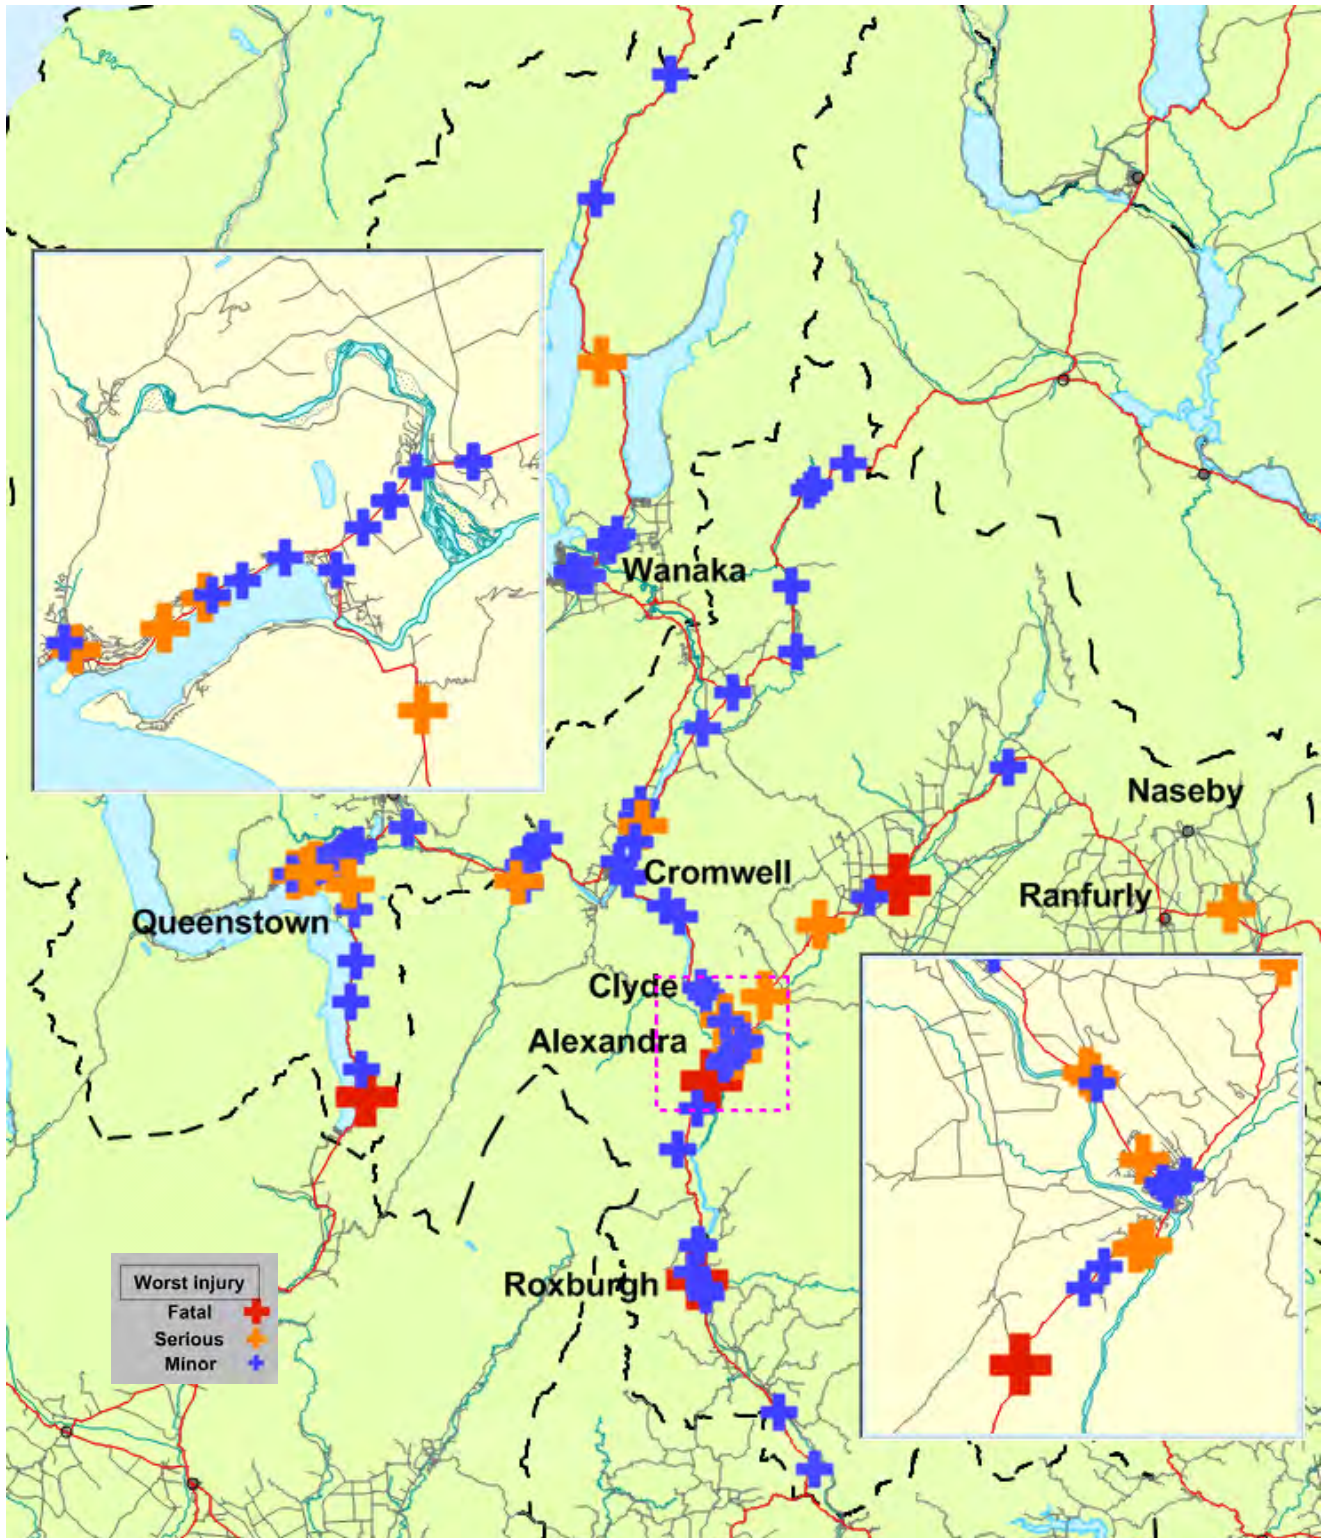 Wanaka
Naseby
Cromwell
Ranfurly
Queenstown
Clyde
Alexandra
Roxburgh
Worst injury
Fatal
Serious
Minor